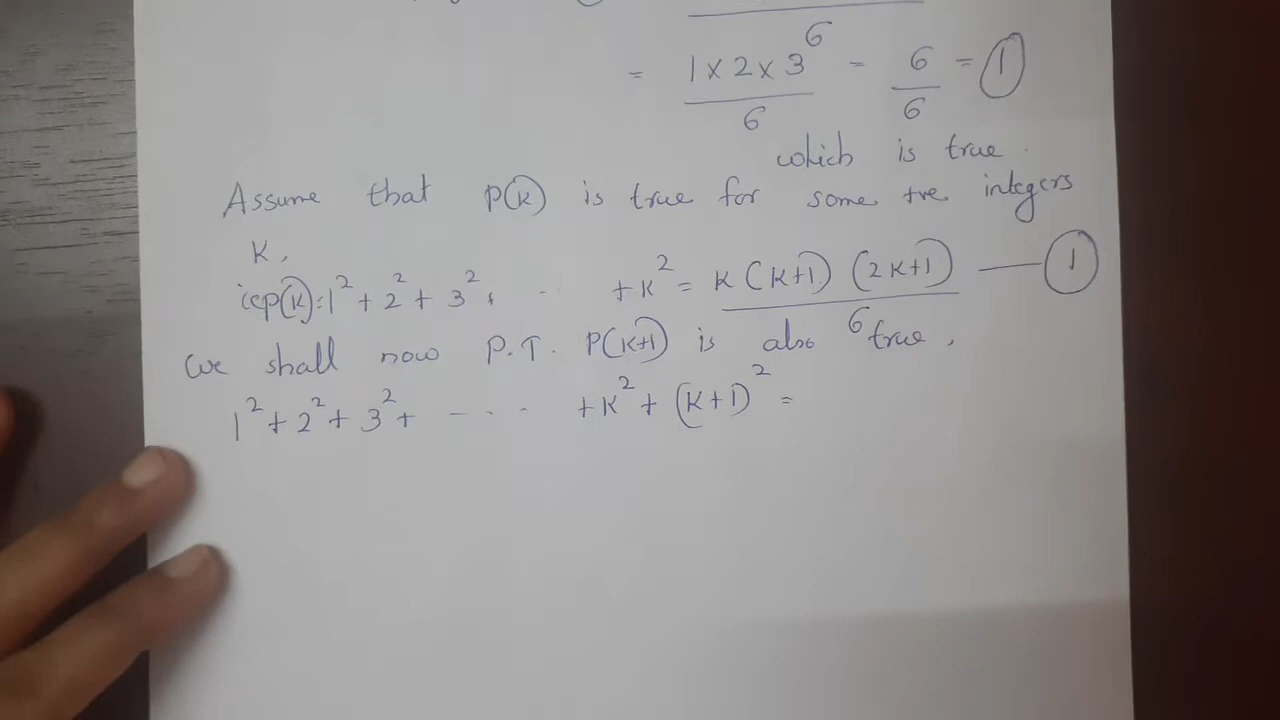 = 1 x 2 x 3 6 / 6 = 6 / 6 = 1
which is true.
Assume that P(k) is true for some +ve integers
k,
ie P(k): 1² + 2² + 3² + .. + k² = k (k+1) (2k+1) / 6 — 1
We shall now P.T. P(k+1) is also true,
1² + 2² + 3² + - . . . + k² + (k+1)² =